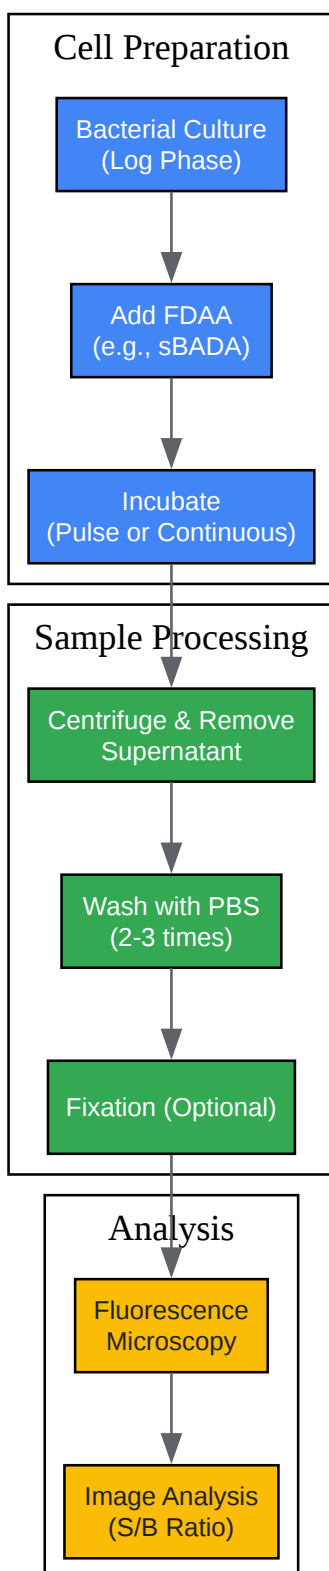 Cell Preparation
Bacterial Culture
(Log Phase)
Add FDAA
(e.g., sBADA)
Incubate
(Pulse or Continuous)
Sample Processing
Centrifuge & Remove
Supernatant
Wash with PBS
(2-3 times)
Fixation (Optional)
Analysis
Fluorescence
Microscopy
Image Analysis
(S/B Ratio)